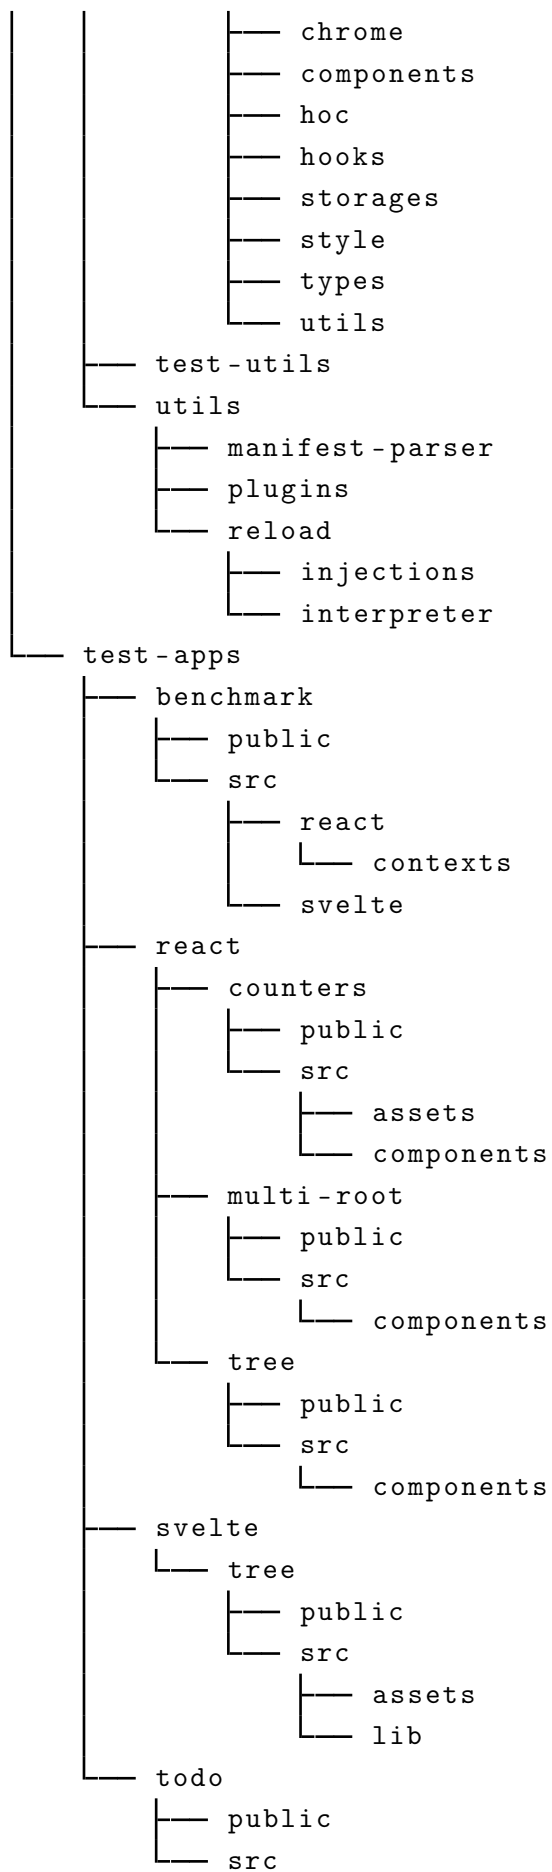 chrome
components
hoc
hooks
storages
style
types
utils
test-utils
utils
manifest-parser
plugins
reload
injections
interpreter
test-apps
benchmark
public
src
react
contexts
svelte
react
counters
public
src
assets
components
multi-root
public
src
components
tree
public
src
components
svelte
tree
public
src
assets
lib
todo
public
src